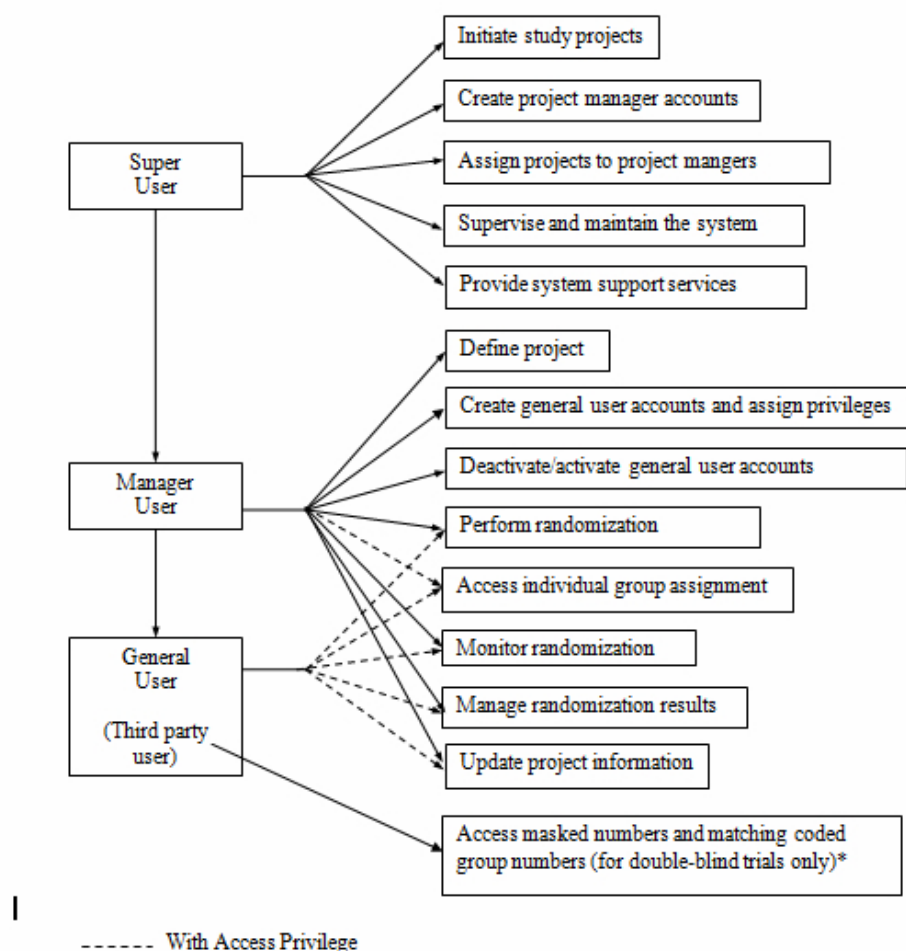 Initiate study projects
Create project manager accounts
Super
User
Assign projects to project mangers
Supervise and maintain the system
Provide system support services
Define project
Create general user accounts and assign privileges
Manager
User
Deactivate/activate general user accounts
Perform randomization
Access individual group assignment
General
User
(Third party
user)
Monitor randomization
Manage randomization results
Update project information
Access masked numbers and matching coded
group numbers (for double-blind trials only)*
With Access Privilege